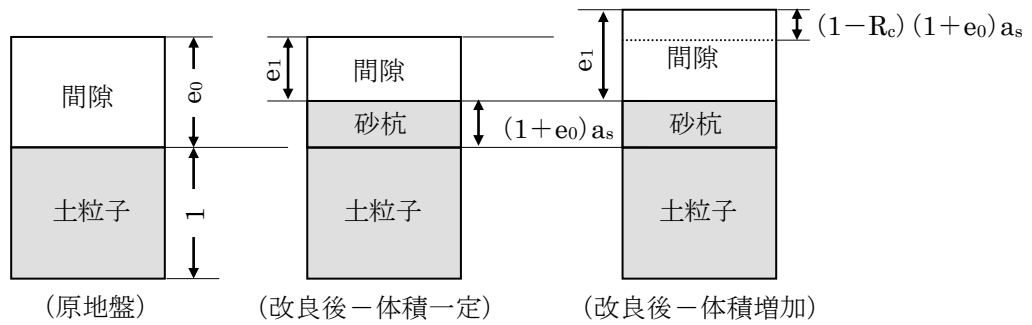 間隙
e₀
土粒子
1
(原地盤)
e₁
間隙
砂杭
(1+e₀)aₛ
土粒子
(改良後－体積一定)
e₁
間隙
(1－R꜀)(1+e₀)aₛ
砂杭
土粒子
(改良後－体積増加)